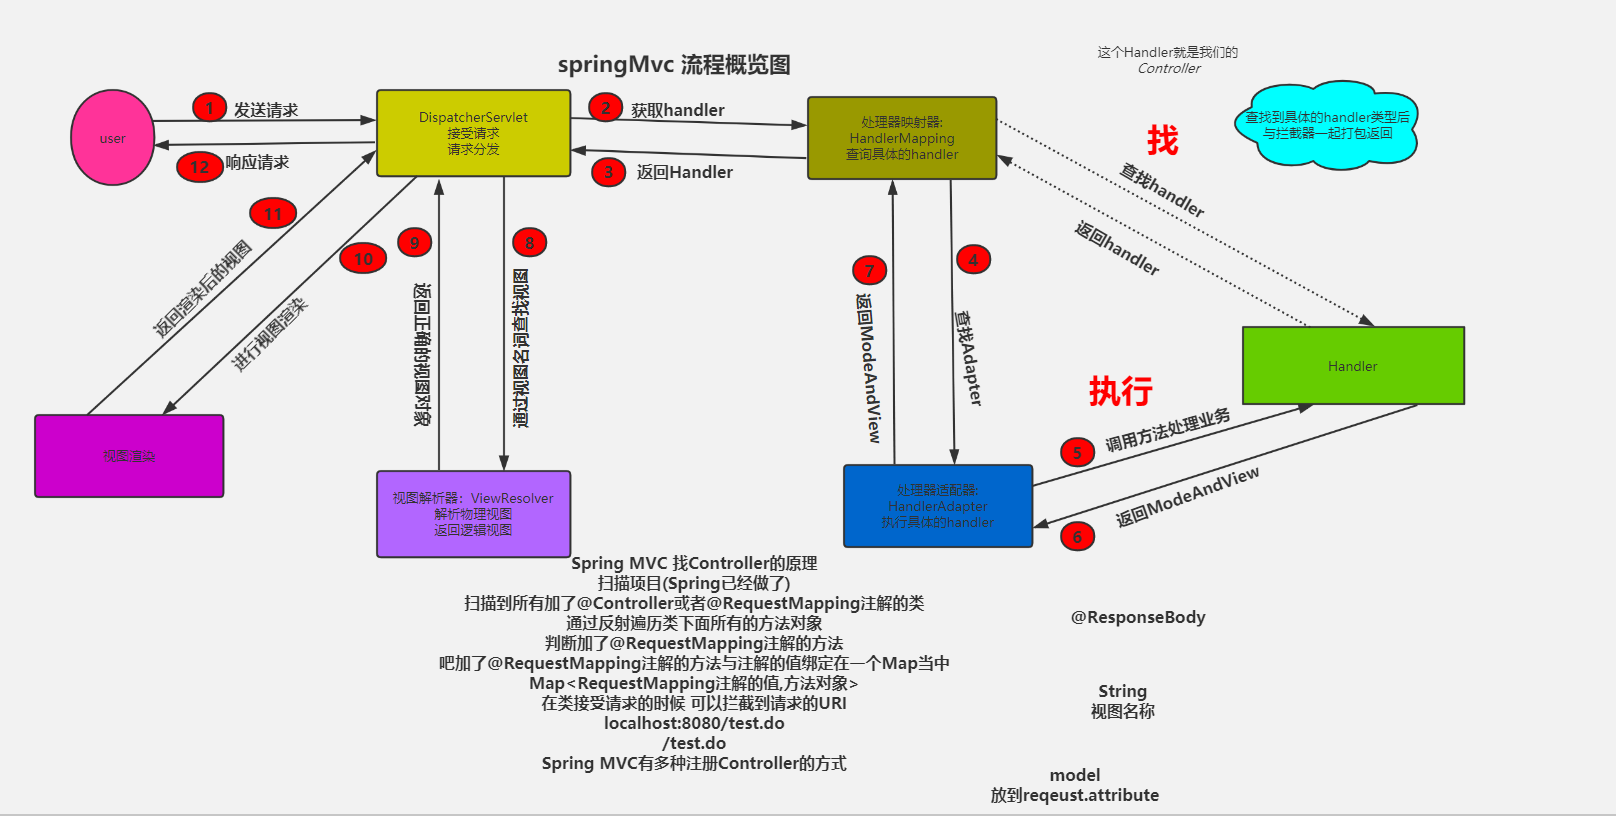 springMvc 流程概览图
这个Handler就是我们的
Controller
user
1
发送请求
12
响应请求
DispatcherServlet
接受请求
请求分发
2
获取handler
3
返回Handler
处理器映射器:
HandlerMapping
查询具体的handler
找
查找到具体的handler类型后
与拦截器一起打包返回
查找handler
返回handler
11
返回渲染后的视图
10
进行视图渲染
9
返回正确的视图对象
8
通过视图名词查找视图
7
返回ModeAndView
4
查找Adapter
Handler
执行
5
调用方法处理业务
6
返回ModeAndView
视图渲染
视图解析器：ViewResolver
解析物理视图
返回逻辑视图
处理器适配器:
HandlerAdapter
执行具体的handler
Spring MVC 找Controller的原理
扫描项目(Spring已经做了)
扫描到所有加了@Controller或者@RequestMapping注解的类
通过反射遍历类下面所有的方法对象
判断加了@RequestMapping注解的方法
吧加了@RequestMapping注解的方法与注解的值绑定在一个Map当中
Map<RequestMapping注解的值,方法对象>
在类接受请求的时候 可以拦截到请求的URI
localhost:8080/test.do
/test.do
Spring MVC有多种注册Controller的方式
@ResponseBody
String
视图名称
model
放到reqeust.attribute